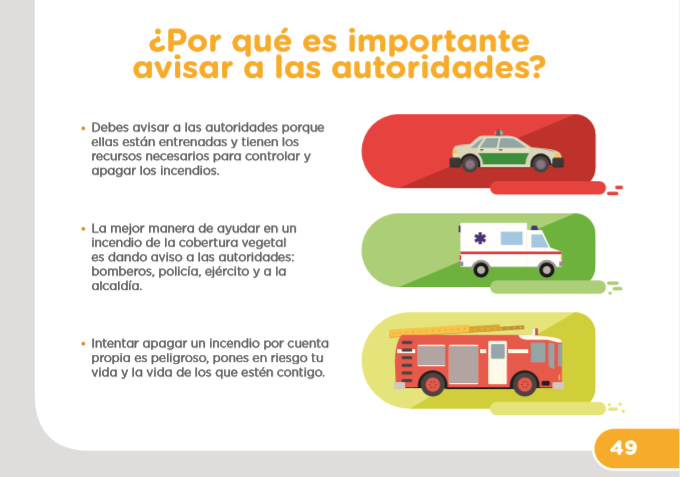 ¿Por qué es importante
avisar a las autoridades?
• Debes avisar a las autoridades porque
ellas están entrenadas y tienen los
recursos necesarios para controlar y
apagar los incendios.
• La mejor manera de ayudar en un
incendio de la cobertura vegetal
es dando aviso a las autoridades:
bomberos, policía, ejército y a la
alcaldía.
• Intentar apagar un incendio por cuenta
propia es peligroso, pones en riesgo tu
vida y la vida de los que estén contigo.
49